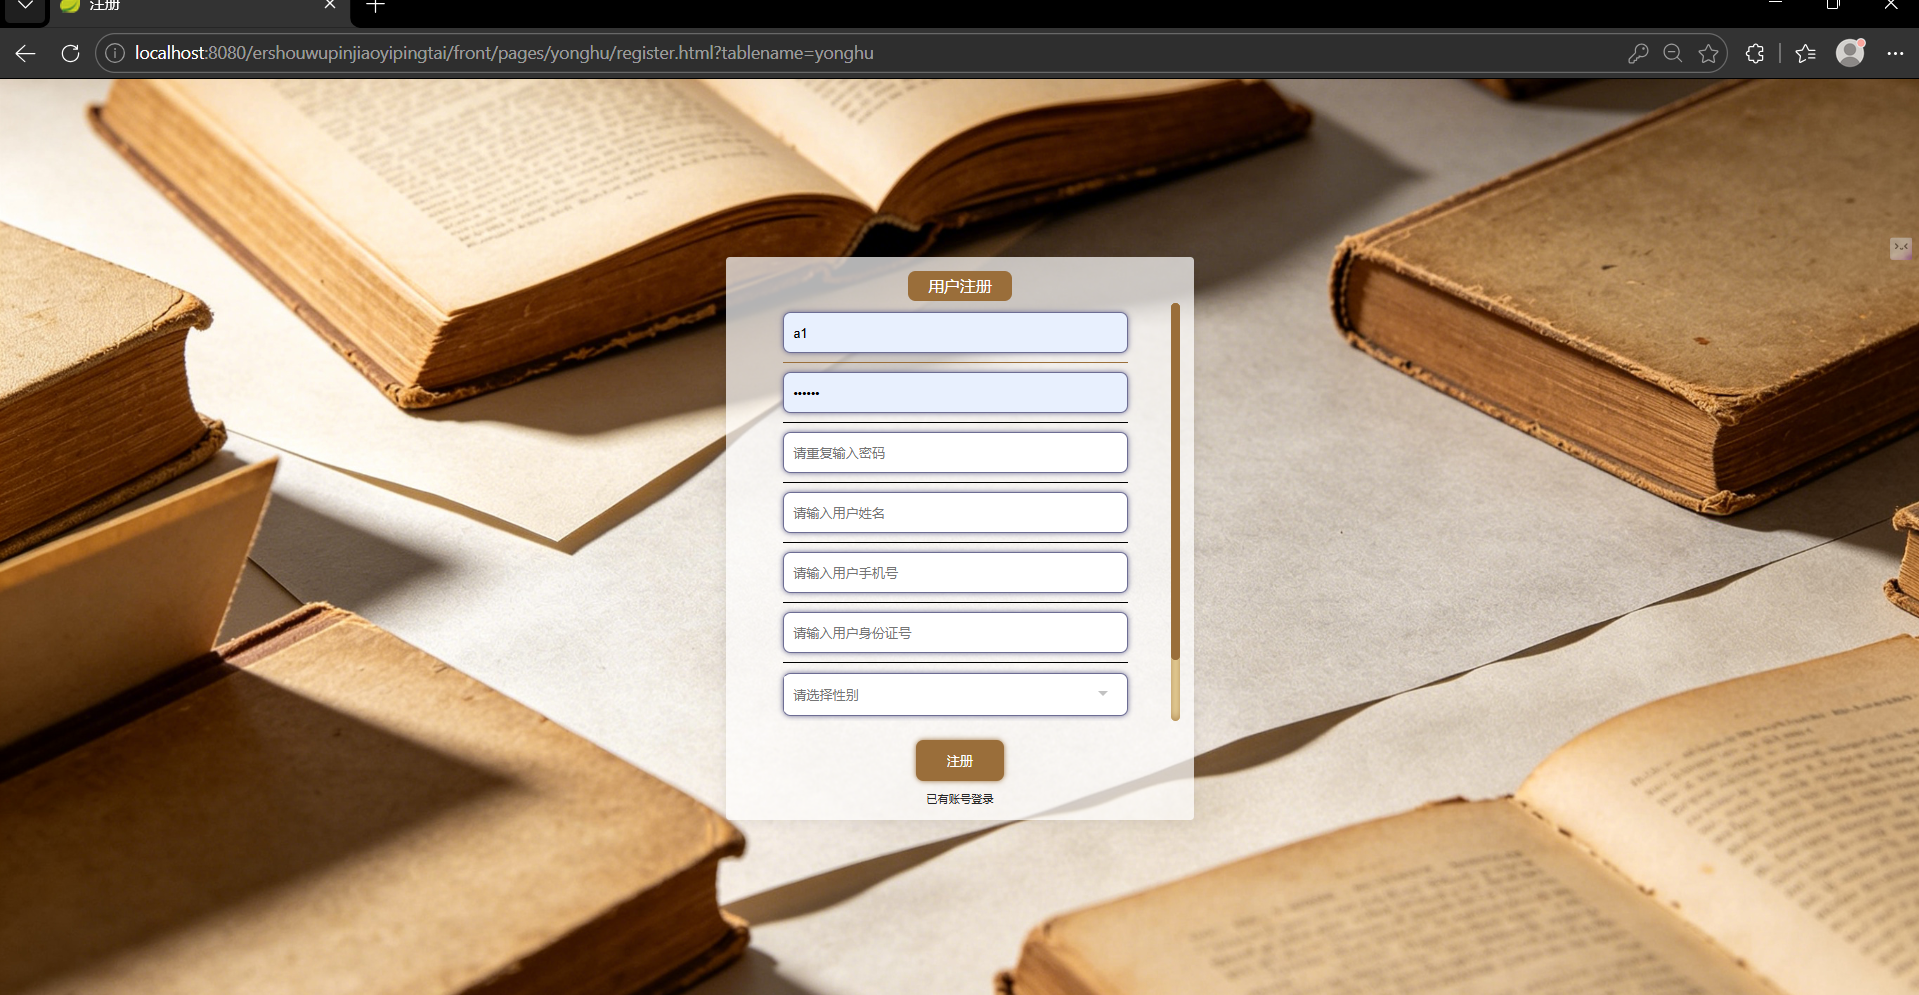 注册
localhost:8080/ershouwupinjiaoyipingtai/front/pages/yonghu/register.html?tablename=yonghu
用户注册
a1
••••••
请重复输入密码
请输入用户姓名
请输入用户手机号
请输入用户身份证号
请选择性别
注册
已有账号登录